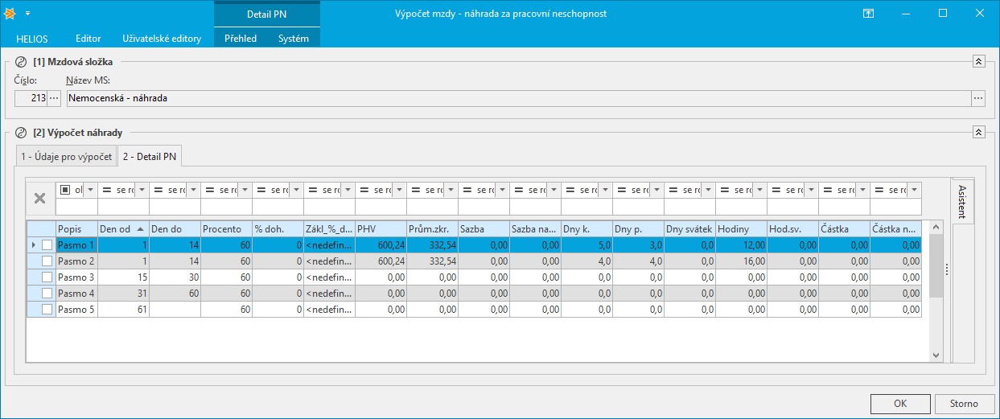 Detail PN
Výpočet mzdy - náhrada za pracovní neschopnost
HELIOS Editor Uživatelské editory Přehled Systém
[1] Mzdová složka
Číslo: Název MS:
213 ... Nemocenská - náhrada ...
[2] Výpočet náhrady
1 - Údaje pro výpočet 2 - Detail PN
ol = se ro = se ro = se ro = se ro = se ro = se ro = se ro = se ro = se ro = se ro = se ro = se ro = se ro = se ro = se ro = se ro
Asistent
Popis Den od Den do Procento % doh. Zákl_%_d... PHV Prům.zkr. Sazba Sazba na... Dny k. Dny p. Dny svátek Hodiny Hod.sv. Částka Částka n...
Pasmo 1 1 14 60 0 <nedefin... 600,24 332,54 0,00 0,00 5,0 3,0 0,0 12,00 0,00 0,00 0,00
Pasmo 2 1 14 60 0 <nedefin... 600,24 332,54 0,00 0,00 4,0 4,0 0,0 16,00 0,00 0,00 0,00
Pasmo 3 15 30 60 0 <nedefin... 0,00 0,00 0,00 0,00 0,0 0,0 0,0 0,00 0,00 0,00 0,00
Pasmo 4 31 60 60 0 <nedefin... 0,00 0,00 0,00 0,00 0,0 0,0 0,0 0,00 0,00 0,00 0,00
Pasmo 5 61 60 0 <nedefin... 0,00 0,00 0,00 0,00 0,0 0,0 0,0 0,00 0,00 0,00 0,00
OK Storno